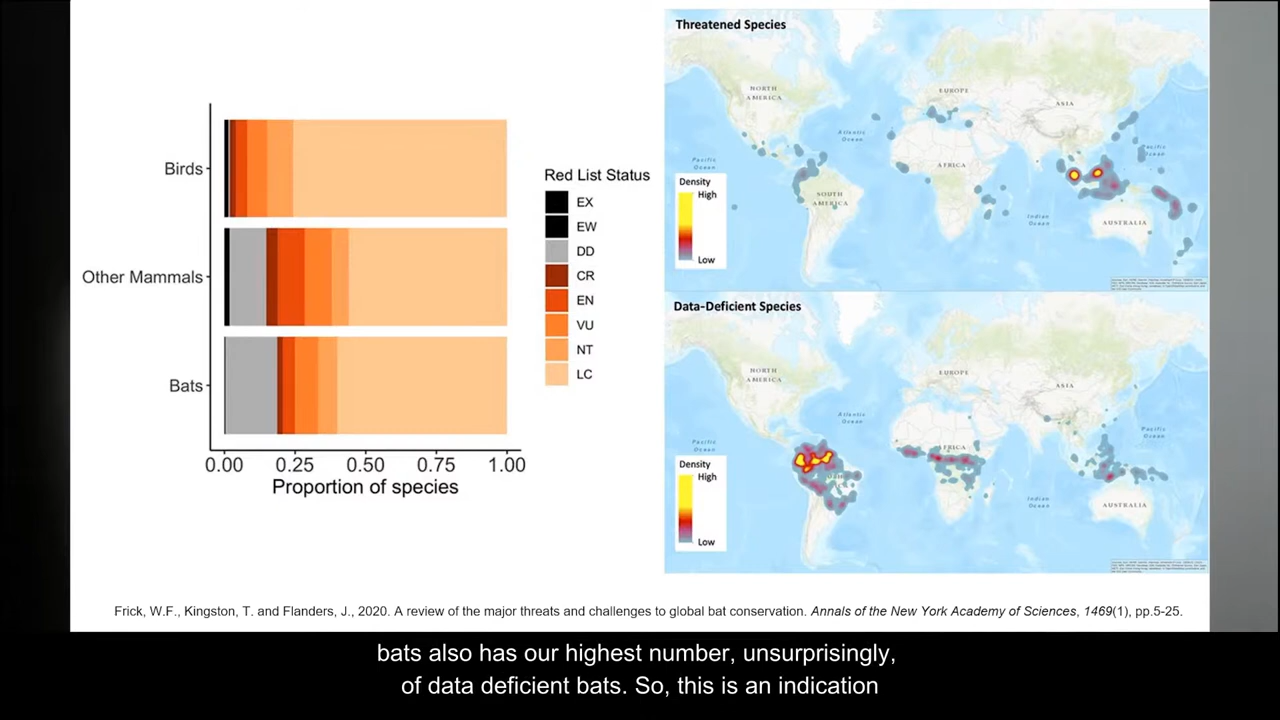 Birds
Other Mammals
Bats
0.00 0.25 0.50 0.75 1.00
Proportion of species
Red List Status
EX
EW
DD
CR
EN
VU
NT
LC
Threatened Species
NORTH
AMERICA
EUROPE
ASIA
Atlantic
Ocean
Pacific
Ocean
AFRICA
SOUTH
AMERICA
Indian
Ocean
AUSTRALIA
Density
High
Low
Data-Deficient Species
NORTH
AMERICA
EUROPE
ASIA
Atlantic
Ocean
Pacific
Ocean
Pacific
Ocean
Indian
Ocean
AUSTRALIA
Density
High
Low
Frick, W.F., Kingston, T. and Flanders, J., 2020. A review of the major threats and challenges to global bat conservation. Annals of the New York Academy of Sciences, 1469(1), pp.5-25.
bats also has our highest number, unsurprisingly,
of data deficient bats. So, this is an indication